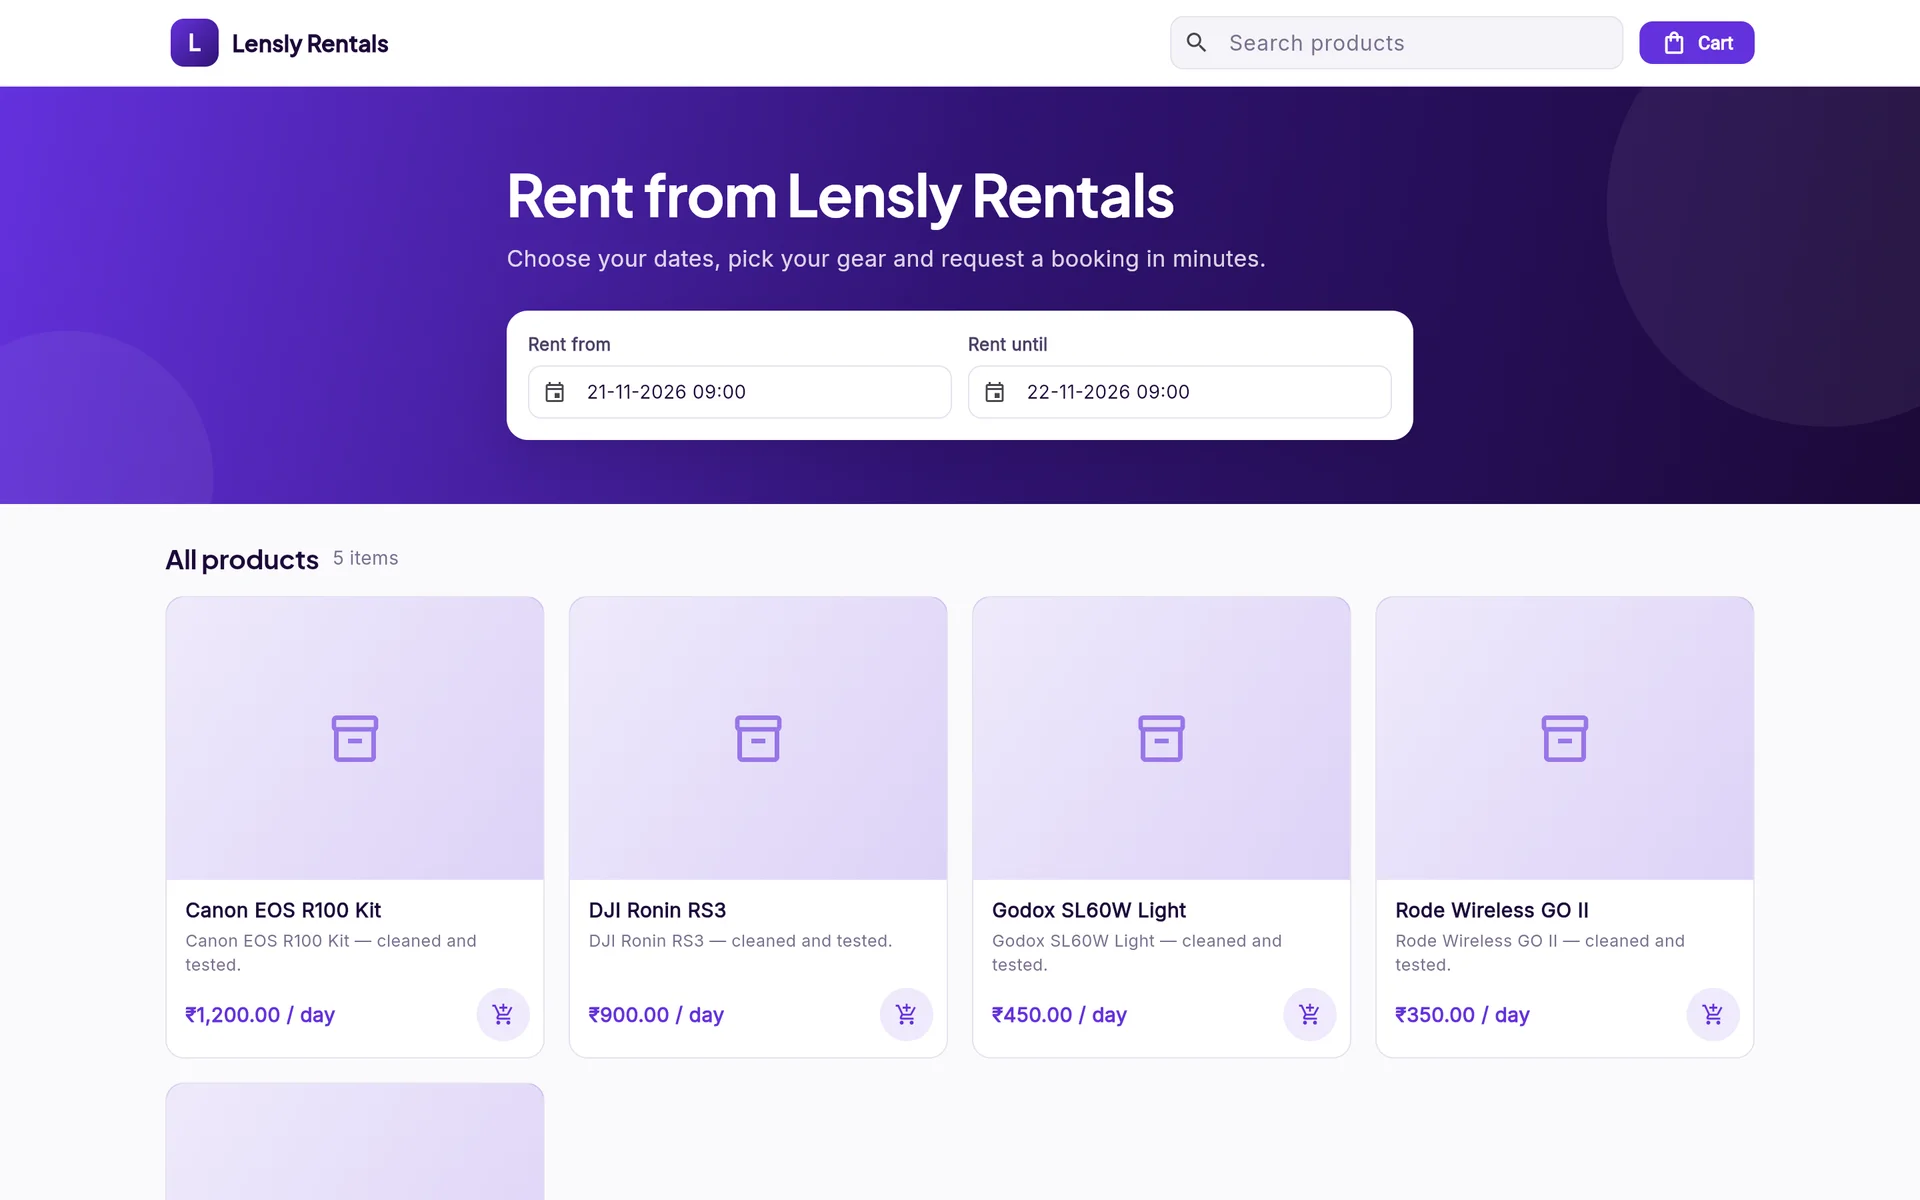 L
Lensly Rentals
Search products
Cart
Rent from Lensly Rentals
Choose your dates, pick your gear and request a booking in minutes.
Rent from
Rent until
21-11-2026 09:00
22-11-2026 09:00
All products
5 items
Canon EOS R100 Kit
Canon EOS R100 Kit — cleaned and
tested.
₹1,200.00 / day
DJI Ronin RS3
DJI Ronin RS3 — cleaned and tested.
₹900.00 / day
Godox SL60W Light
Godox SL60W Light — cleaned and
tested.
₹450.00 / day
Rode Wireless GO II
Rode Wireless GO II — cleaned and
tested.
₹350.00 / day